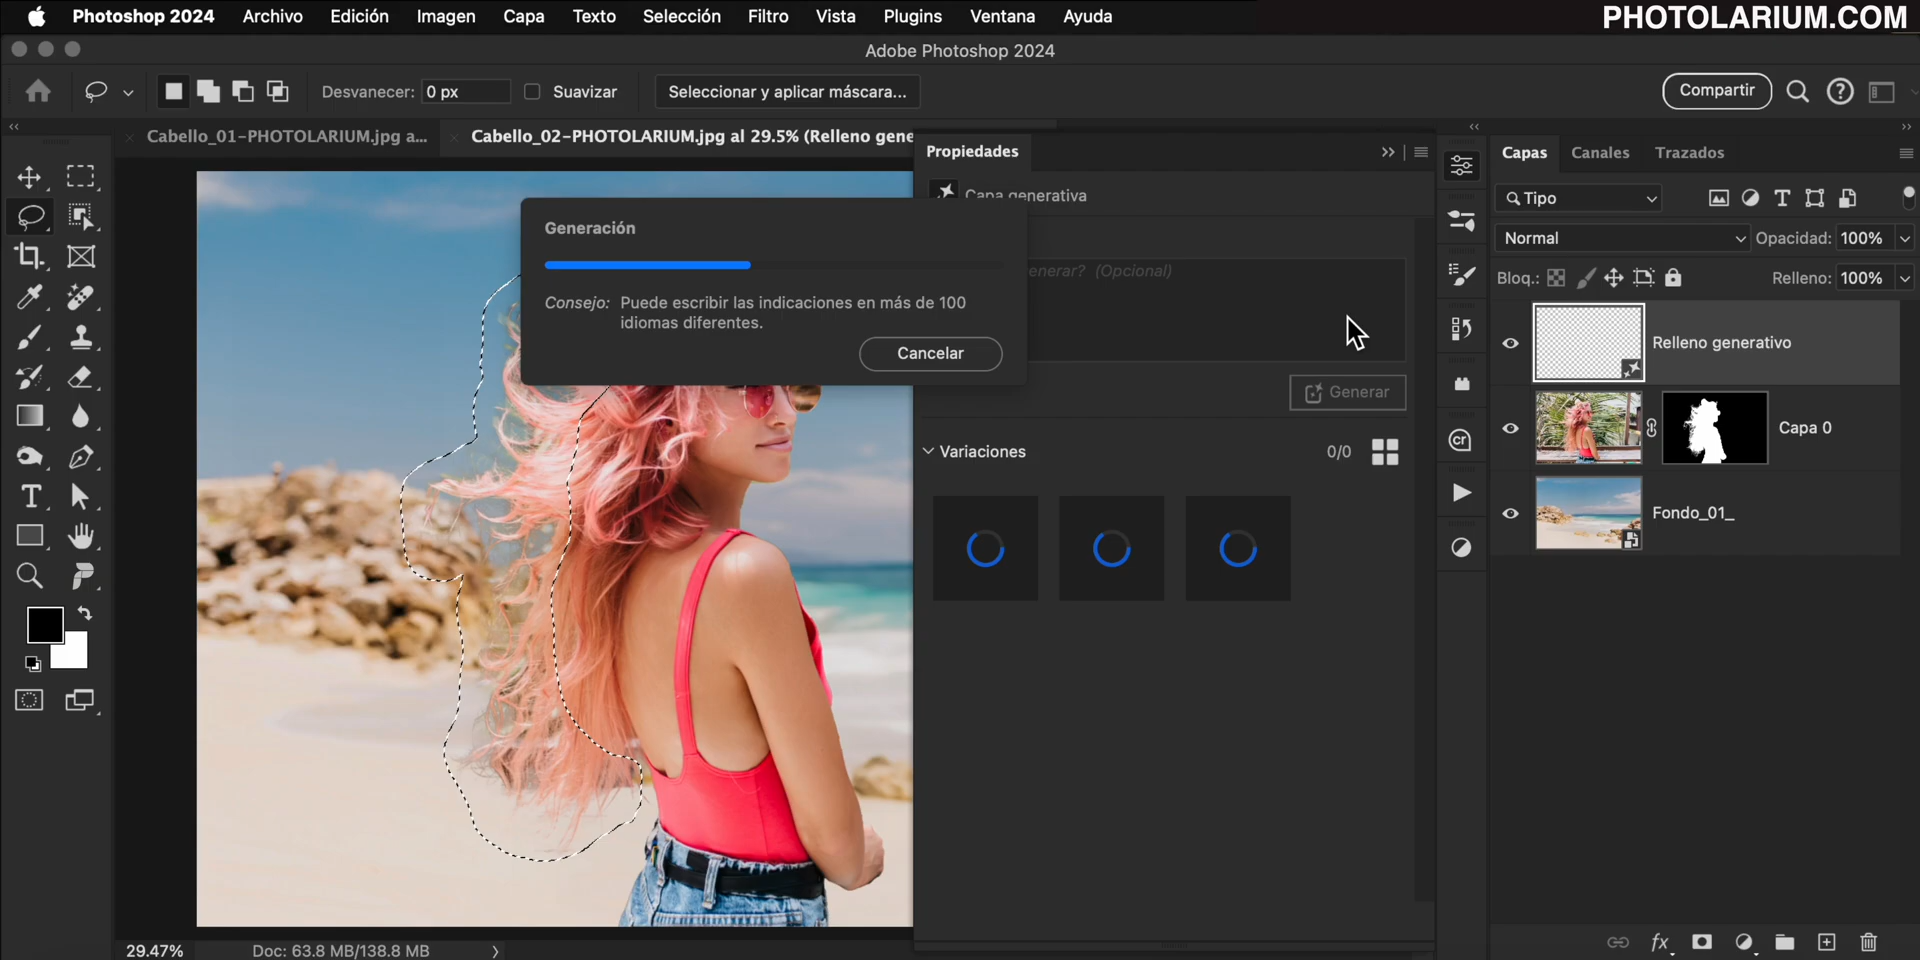 Photoshop 2024 Archivo Edición Imagen Capa Texto Selección Filtro Vista Plugins Ventana Ayuda
PHOTOLARIUM.COM
Adobe Photoshop 2024
Desvanecer: 0 px Suavizar Seleccionar y aplicar máscara... Compartir
Cabello_01-PHOTOLARIUM.jpg a...
Cabello_02-PHOTOLARIUM.jpg al 29.5% (Relleno gene
Propiedades
Capa generativa
Generación
enerar? (Opcional)
Consejo: Puede escribir las indicaciones en más de 100
idiomas diferentes.
Cancelar
Generar
Variaciones 0/0
Capas Canales Trazados
Tipo
Normal Opacidad: 100%
Bloq.: Relleno: 100%
Relleno generativo
Capa 0
Fondo_01_
29.47% Doc: 63.8 MB/138.8 MB